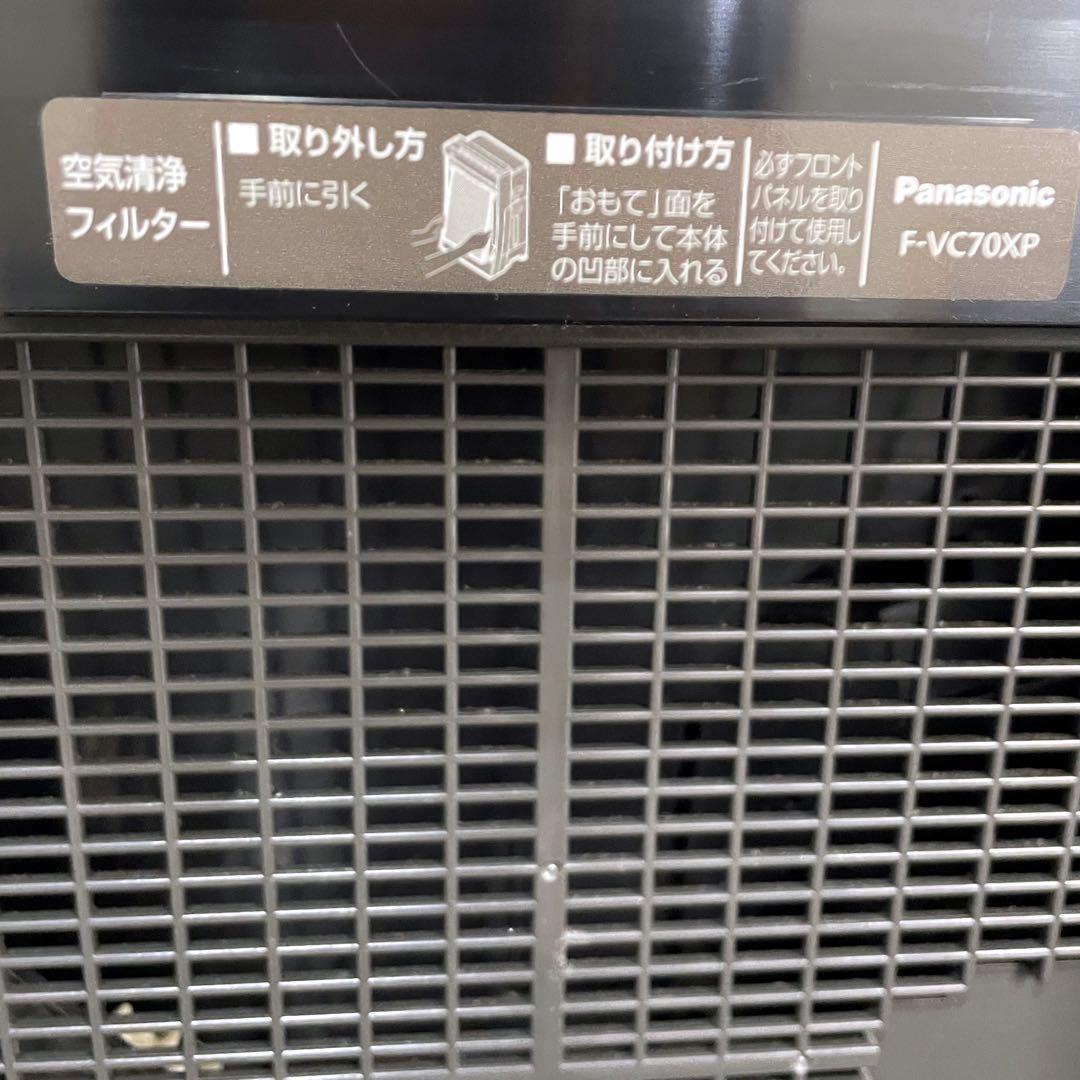 空気清浄
フィルター
■ 取り外し方
手前に引く
■ 取り付け方
「おもて」面を
手前にして本体
の凹部に入れる
必ずフロント
パネルを取り
付けて使用し
てください。
Panasonic
F-VC70XP